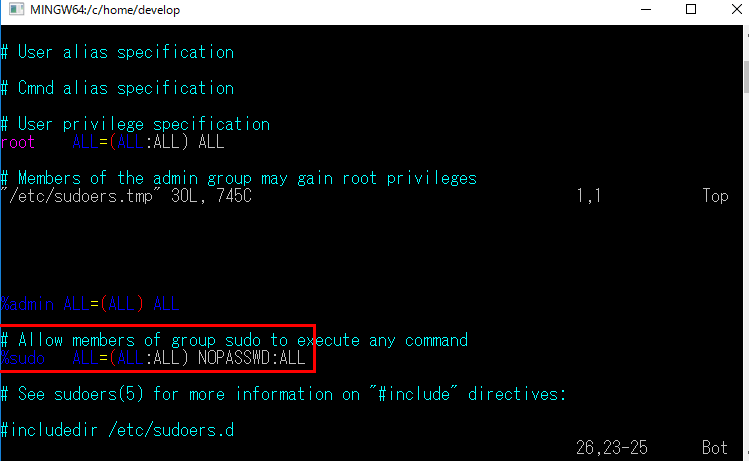 MINGW64:/c/home/develop
# User alias specification
# Cmnd alias specification
# User privilege specification
root ALL=(ALL:ALL) ALL
# Members of the admin group may gain root privileges
"/etc/sudoers.tmp" 30L, 745C 1,1 Top
%admin ALL=(ALL) ALL
# Allow members of group sudo to execute any command
%sudo ALL=(ALL:ALL) NOPASSWD:ALL
# See sudoers(5) for more information on "#include" directives:
#includedir /etc/sudoers.d
26,23-25 Bot